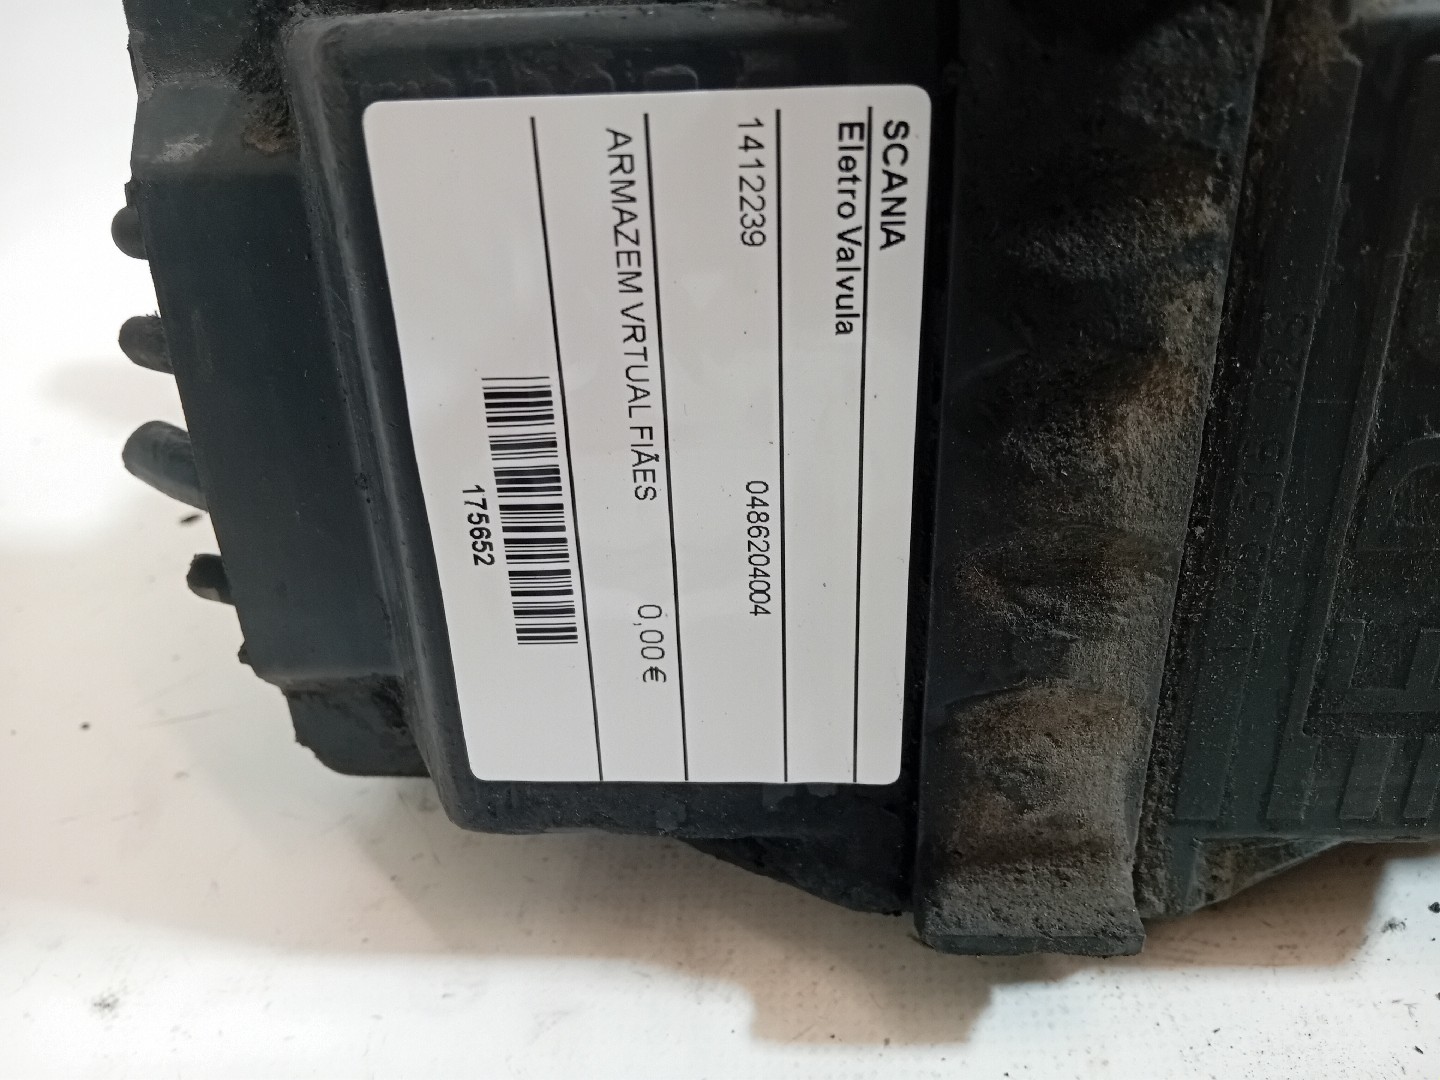 SCANIA
Eletro Valvula
1412239 0486204004
ARMAZEM VRTUAL FIÃES 0,00€
175652